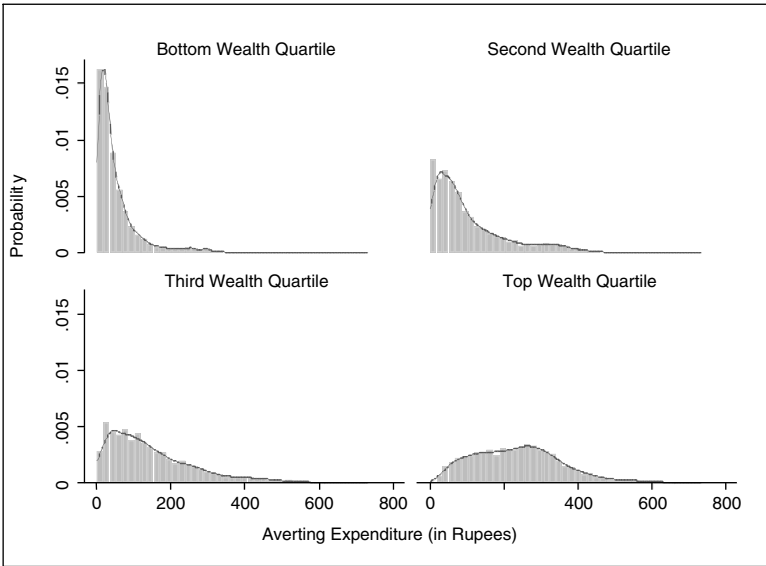 Bottom Wealth Quartile
Second Wealth Quartile
Probability
.015
.01
.005
0
Third Wealth Quartile
Top Wealth Quartile
.015
.01
.005
0
0 200 400 600 800
0 400 600 800
Averting Expenditure (in Rupees)